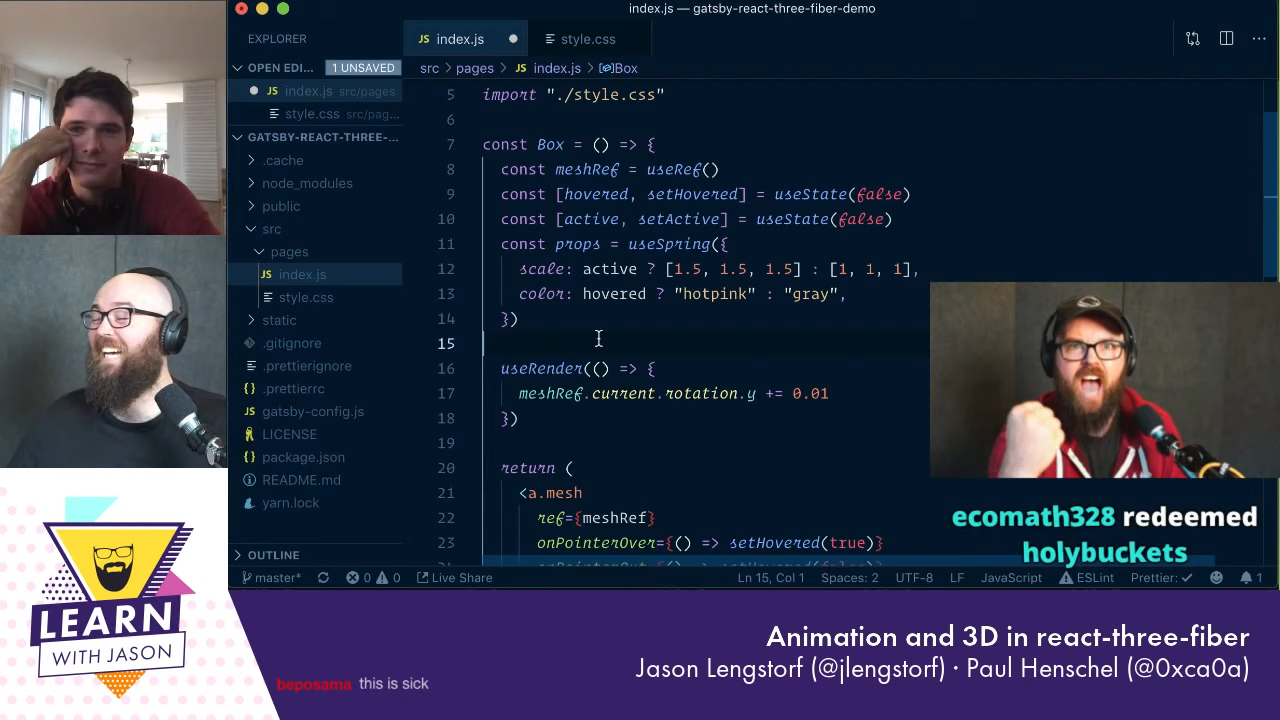 index.js — gatsby-react-three-fiber-demo
EXPLORER
JS index.js
style.css
OPEN EDI... 1 UNSAVED
src > pages > JS index.js > Box
JS index.js src/pages
style.css src/pag...
GATSBY-REACT-THREE-...
.cache
node_modules
public
src
pages
JS index.js
style.css
static
.gitignore
.prettierignore
{} .prettierrc
JS gatsby-config.js
LICENSE
package.json
README.md
yarn.lock
OUTLINE
5 import "./style.css"
6
7 const Box = () => {
8 const meshRef = useRef()
9 const [hovered, setHovered] = useState(false)
10 const [active, setActive] = useState(false)
11 const props = useSpring({
12 scale: active ? [1.5, 1.5, 1.5] : [1, 1, 1],
13 color: hovered ? "hotpink" : "gray",
14 })
15
16 useRender(() => {
17 meshRef.current.rotation.y += 0.01
18 })
19
20 return (
21 <a.mesh
22 ref={meshRef}
23 onPointerOver={() => setHovered(true)}
ecomath328 redeemed
holybuckets
master* 0 0 Live Share Ln 15, Col 1 Spaces: 2 UTF-8 LF JavaScript ESLint Prettier: ✓ 1
LEARN
WITH JASON
Animation and 3D in react-three-fiber
Jason Lengstorf (@jlengstorf) · Paul Henschel (@0xca0a)
beposama this is sick